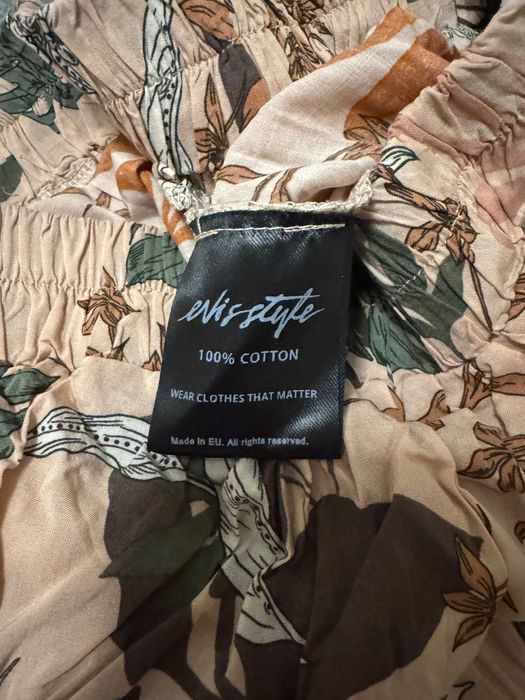 evisstyle
100% COTTON
WEAR CLOTHES THAT MATTER
Made in EU. All rights reserved.